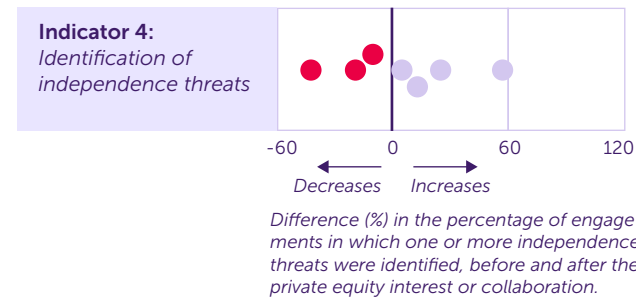 Indicator 4:
Identification of
independence threats
-60 0 60 120
Decreases Increases
Difference (%) in the percentage of engage
ments in which one or more independence
threats were identified, before and after the
private equity interest or collaboration.